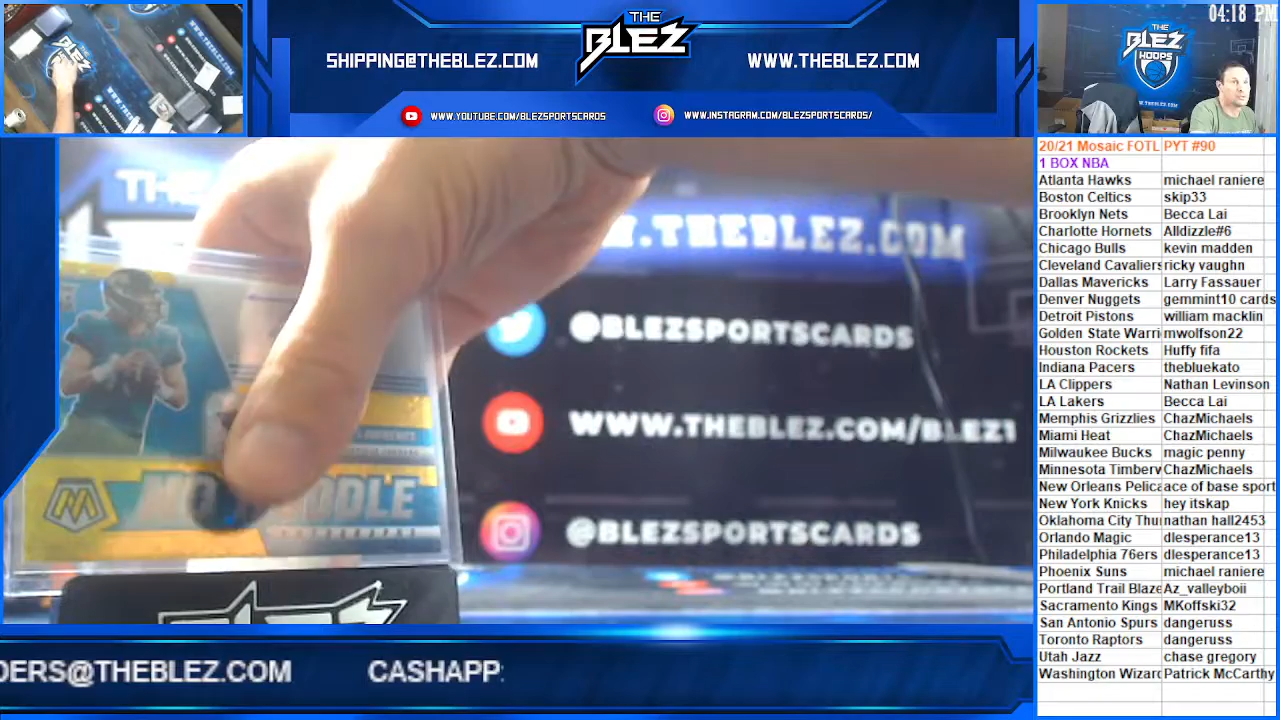 THE
BLEZ
SHIPPING@THEBLEZ.COM
WWW.THEBLEZ.COM
WWW.YOUTUBE.COM/BLEZSPORTSCARDS
WWW.INSTAGRAM.COM/BLEZSPORTSCARDS/
THE
BLEZ
HOOPS
WWW.THEBLEZ.COM
04:18 PM
20/21 Mosaic FOTL PYT #90
1 BOX NBA
Atlanta Hawks michael raniere
Boston Celtics skip33
Brooklyn Nets Becca Lai
Charlotte Hornets Alldizzle#6
Chicago Bulls kevin madden
Cleveland Cavaliers ricky vaughn
Dallas Mavericks Larry Fassauer
Denver Nuggets gemmint10 cards
Detroit Pistons william macklin
Golden State Warri mwolfson22
Houston Rockets Huffy fifa
Indiana Pacers thebluekato
LA Clippers Nathan Levinson
LA Lakers Becca Lai
Memphis Grizzlies ChazMichaels
Miami Heat ChazMichaels
Milwaukee Bucks magic penny
Minnesota Timberw ChazMichaels
New Orleans Pelica ace of base sport
New York Knicks hey itskap
Oklahoma City Thu nathan hall2453
Orlando Magic dlesperance13
Philadelphia 76ers dlesperance13
Phoenix Suns michael raniere
Portland Trail Blaze Az_valleyboii
Sacramento Kings MKoffski32
San Antonio Spurs dangeruss
Toronto Raptors dangeruss
Utah Jazz chase gregory
Washington Wizard Patrick McCarthy
W.THEBLEZ.COM
@BLEZSPORTSCARDS
WWW.THEBLEZ.COM/BLEZ1
@BLEZSPORTSCARDS
DERS@THEBLEZ.COM CASHAPP: